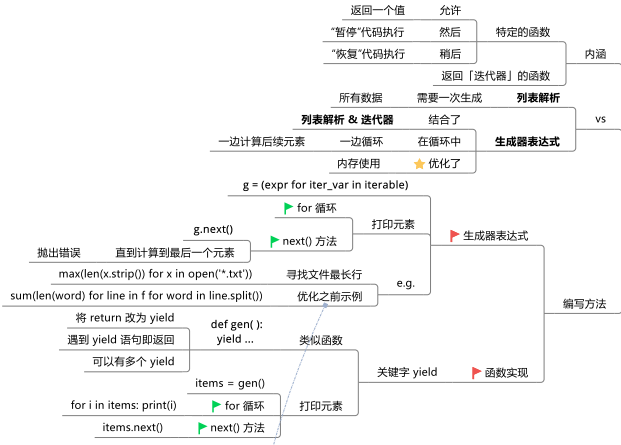 返回一个值 允许
"暂停"代码执行 然后 特定的函数
"恢复"代码执行 稍后 内涵
返回「迭代器」的函数
所有数据 需要一次生成 列表解析
列表解析 & 迭代器 结合了 vs
一边计算后续元素 一边循环 在循环中 生成器表达式
内存使用 优化了
g = (expr for iter_var in iterable)
for 循环
打印元素
g.next() next() 方法 生成器表达式
抛出错误 直到计算到最后一个元素
max(len(x.strip()) for x in open('*.txt')) 寻找文件最长行
e.g.
sum(len(word) for line in f for word in line.split()) 优化之前示例
编写方法
将 return 改为 yield
def gen( ):
遇到 yield 语句即返回 yield ... 类似函数
可以有多个 yield
关键字 yield 函数实现
items = gen()
for i in items: print(i) for 循环 打印元素
items.next() next() 方法